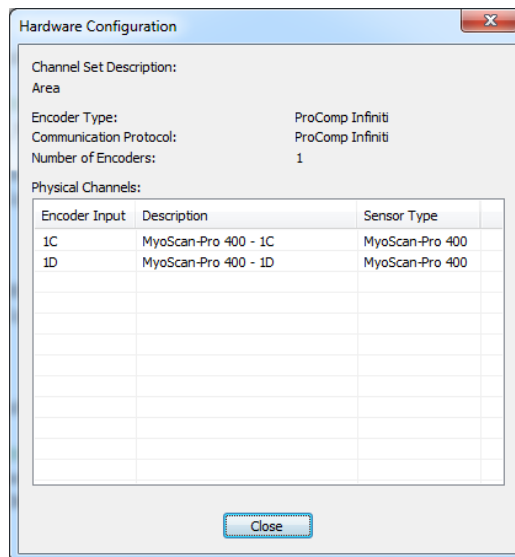 Hardware Configuration
Channel Set Description:
Area
Encoder Type: ProComp Infiniti
Communication Protocol: ProComp Infiniti
Number of Encoders: 1
Physical Channels:
Encoder Input Description Sensor Type
1C MyoScan-Pro 400 - 1C MyoScan-Pro 400
1D MyoScan-Pro 400 - 1D MyoScan-Pro 400
Close